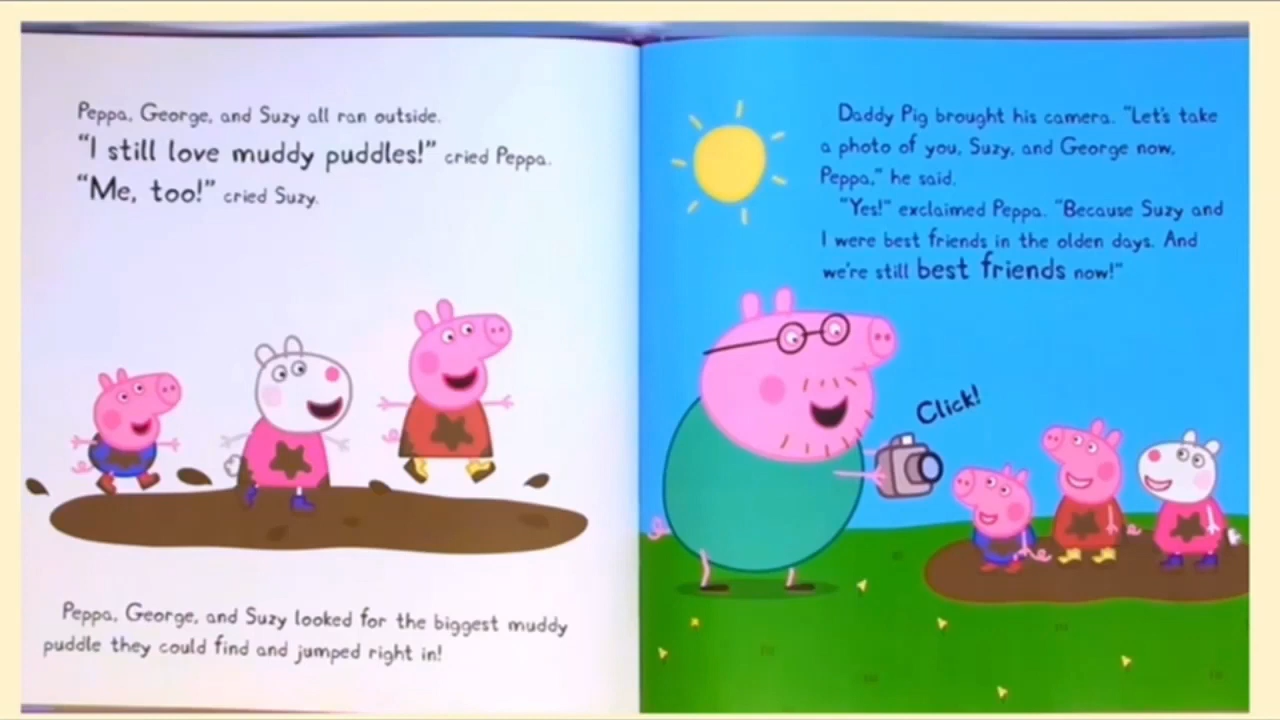 Peppa, George, and Suzy all ran outside.
“I still love muddy puddles!” cried Peppa.
“Me, too!” cried Suzy.
Peppa, George, and Suzy looked for the biggest muddy
puddle they could find and jumped right in!
Daddy Pig brought his camera. “Let’s take
a photo of you, Suzy, and George now,
Peppa,” he said.
“Yes!” exclaimed Peppa. “Because Suzy and
I were best friends in the olden days. And
we’re still best friends now!”
Click!